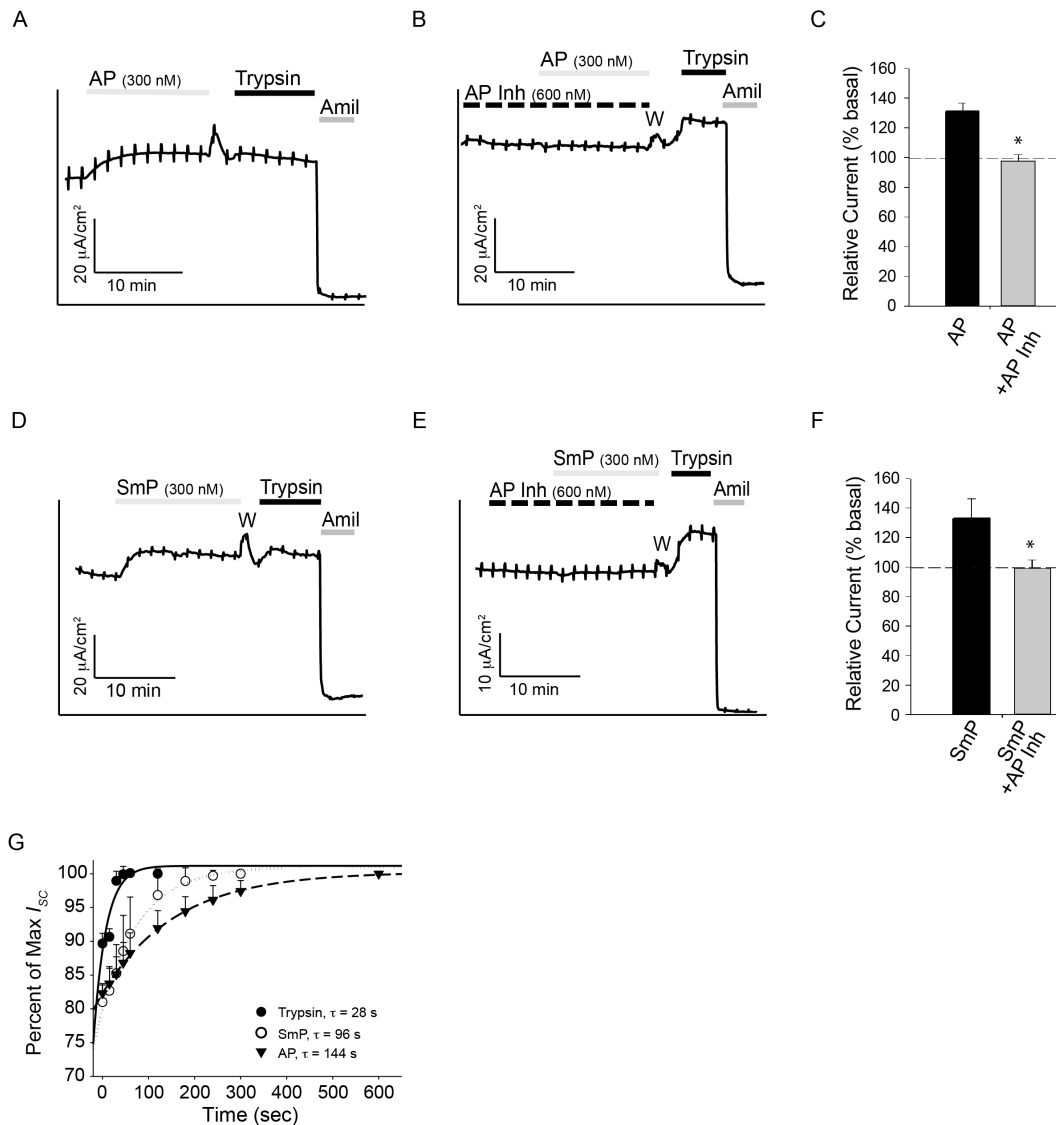 A
AP (300 nM)
Trypsin
Amil
20 μA/cm²
10 min
B
AP (300 nM)
Trypsin
AP Inh (600 nM)
Amil
W
20 μA/cm²
10 min
C
Relative Current (% basal)
160
140
120
100
80
60
40
20
0
*
AP
AP
+AP Inh
D
SmP (300 nM)
Trypsin
W
Amil
20 μA/cm²
10 min
E
SmP (300 nM)
Trypsin
AP Inh (600 nM)
Amil
W
10 μA/cm²
10 min
F
Relative Current (% basal)
160
140
120
100
80
60
40
20
0
*
SmP
SmP
+AP Inh
G
Percent of Max I_SC
100
95
90
85
80
75
70
Trypsin, τ = 28 s
SmP, τ = 96 s
AP, τ = 144 s
0 100 200 300 400 500 600
Time (sec)